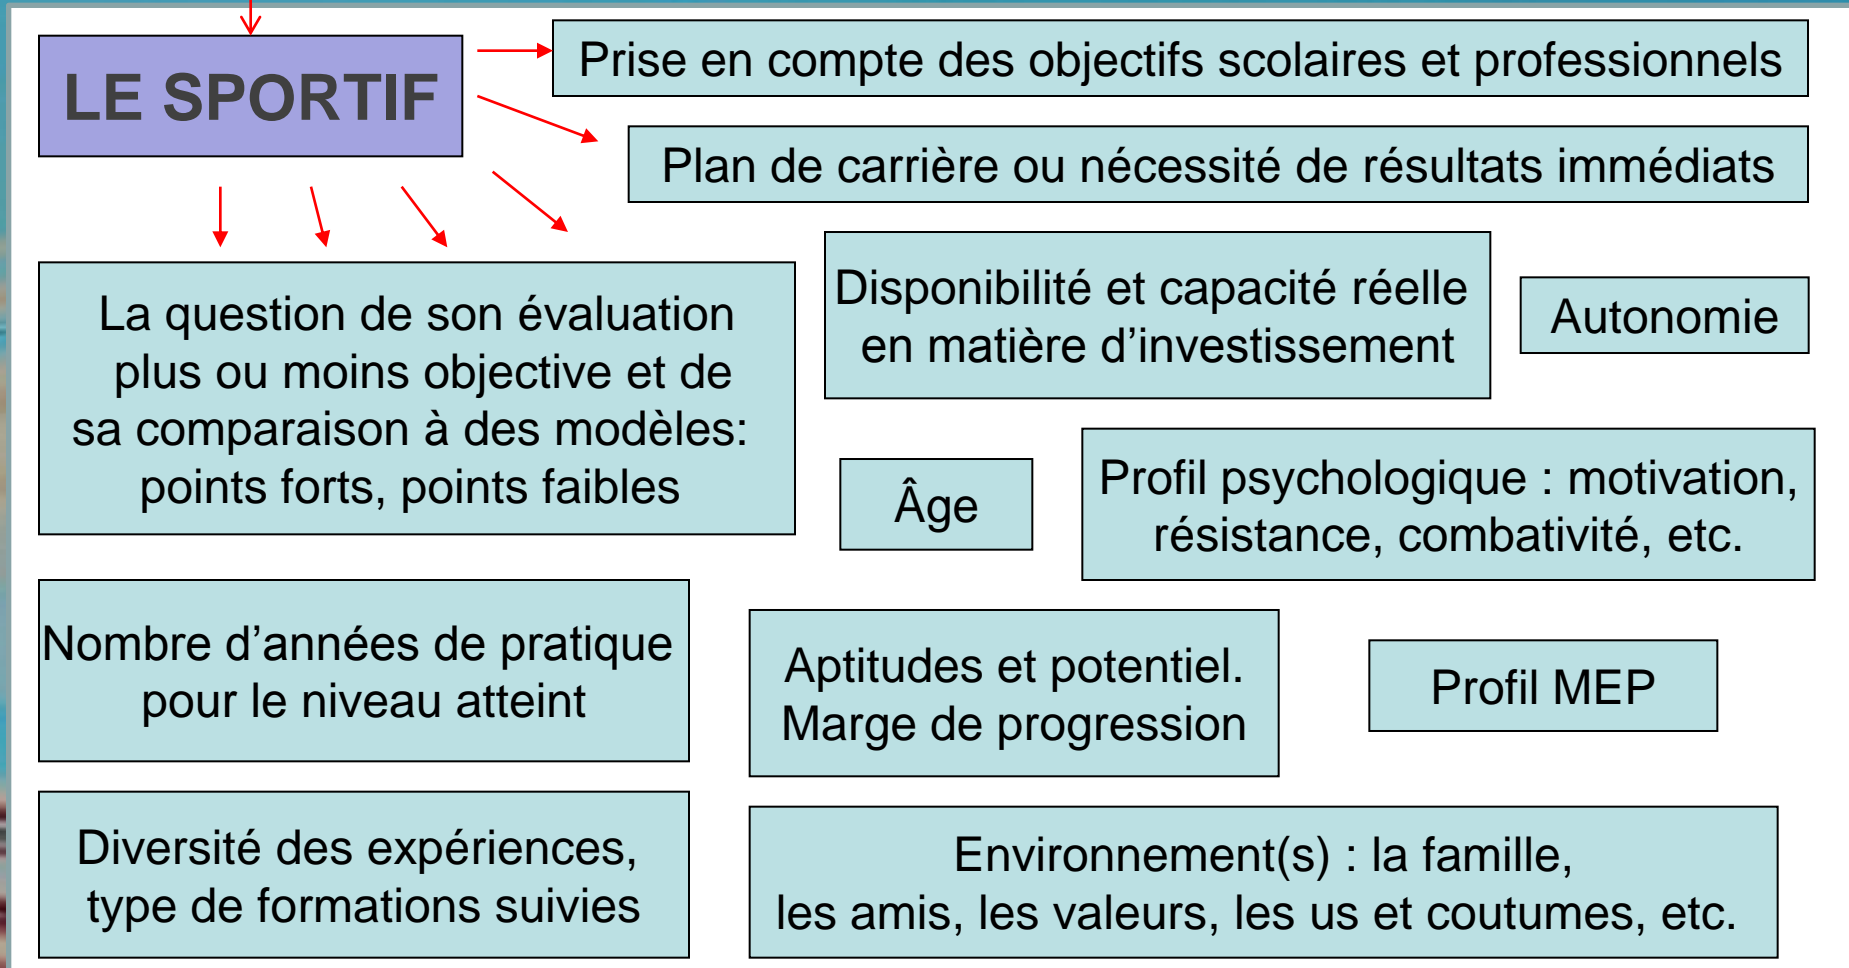 LE SPORTIF
Prise en compte des objectifs scolaires et professionnels
Plan de carrière ou nécessité de résultats immédiats
La question de son évaluation
plus ou moins objective et de
sa comparaison à des modèles:
points forts, points faibles
Disponibilité et capacité réelle
en matière d’investissement
Autonomie
Âge
Profil psychologique : motivation,
résistance, combativité, etc.
Nombre d’années de pratique
pour le niveau atteint
Aptitudes et potentiel.
Marge de progression
Profil MEP
Diversité des expériences,
type de formations suivies
Environnement(s) : la famille,
les amis, les valeurs, les us et coutumes, etc.